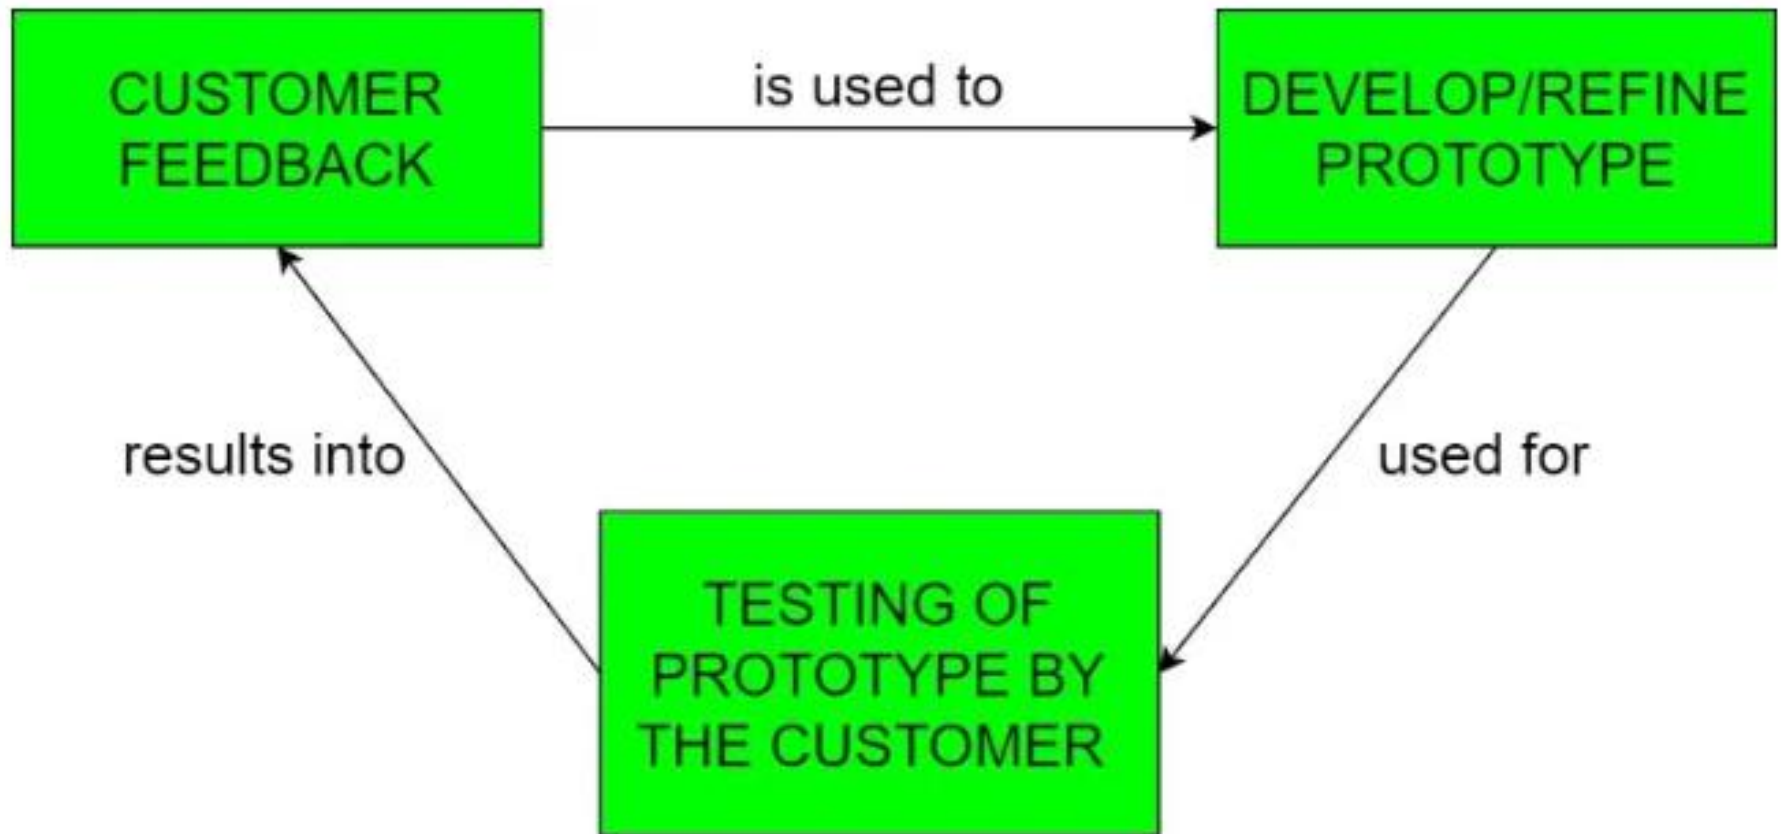 CUSTOMER
FEEDBACK
is used to
DEVELOP/REFINE
PROTOTYPE
results into
used for
TESTING OF
PROTOTYPE BY
THE CUSTOMER